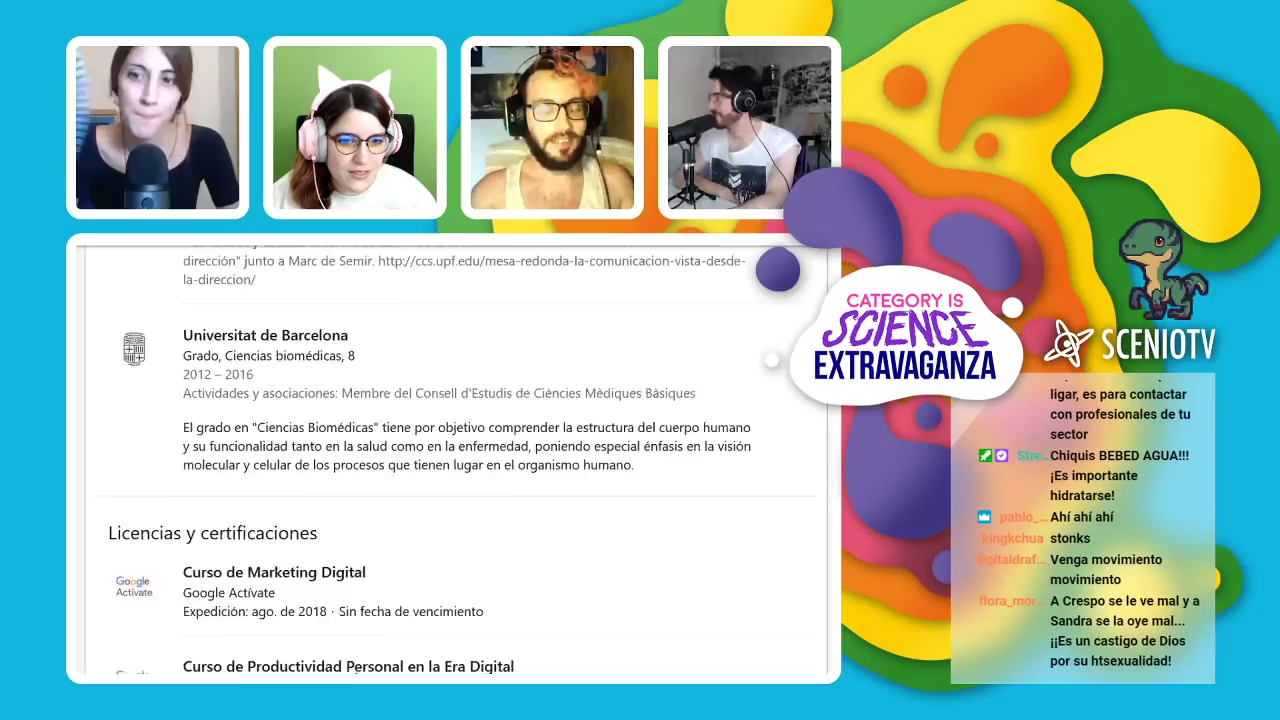 dirección" junto a Marc de Semir. http://ccs.upf.edu/mesa-redonda-la-comunicacion-vista-desde-
la-direccion/
Universitat de Barcelona
Grado, Ciencias biomédicas, 8
2012 – 2016
Actividades y asociaciones: Membre del Consell d'Estudis de Ciències Mèdiques Bàsiques
El grado en "Ciencias Biomédicas" tiene por objetivo comprender la estructura del cuerpo humano
y su funcionalidad tanto en la salud como en la enfermedad, poniendo especial énfasis en la visión
molecular y celular de los procesos que tienen lugar en el organismo humano.
Licencias y certificaciones
Google
Actívate
Curso de Marketing Digital
Google Actívate
Expedición: ago. de 2018 · Sin fecha de vencimiento
Curso de Productividad Personal en la Era Digital
CATEGORY IS
SCIENCE
EXTRAVAGANZA
SCENIOTV
ligar, es para contactar
con profesionales de tu
sector
Stre... Chiquis BEBED AGUA!!!
¡Es importante
hidratarse!
pablo_... Ahí ahí ahí
kingkchua stonks
digitaldraf... Venga movimiento
movimiento
flora_mor... A Crespo se le ve mal y a
Sandra se la oye mal...
¡¡Es un castigo de Dios
por su htsexualidad!